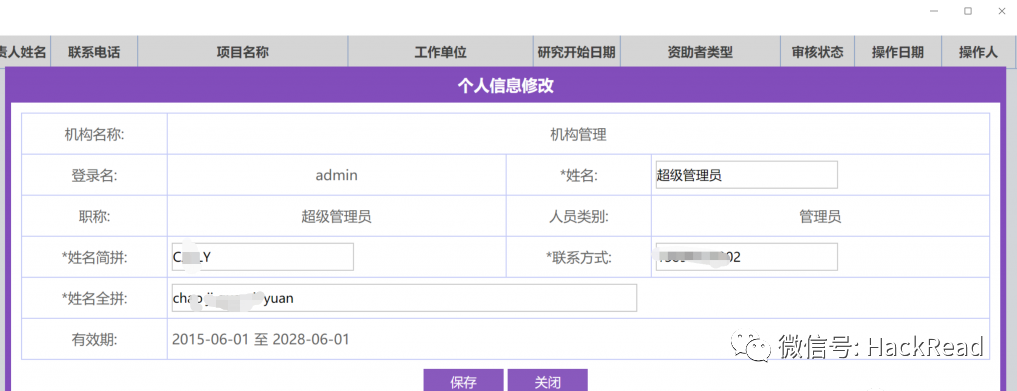 责人姓名 联系电话 项目名称 工作单位 研究开始日期 资助者类型 审核状态 操作日期 操作人
个人信息修改
机构名称: 机构管理
登录名: admin *姓名: 超级管理员
职称: 超级管理员 人员类别: 管理员
*姓名简拼: C LY *联系方式: 02
*姓名全拼: chao yuan
有效期: 2015-06-01 至 2028-06-01
微信号: HackRead
保存 关闭